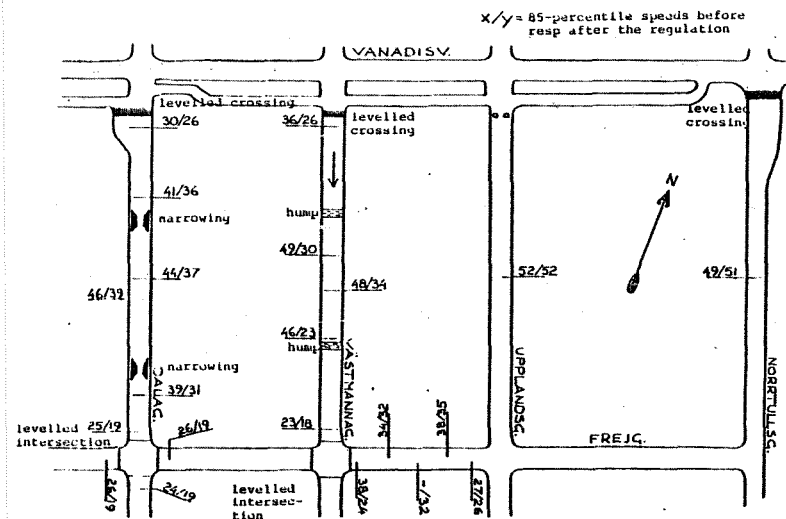 x/y = 85-percentile speeds before
resp after the regulation
VANADISV.
levelled crossing
levelled
crossing
levelled
crossing
30/26
36/26
41/36
narrowing
hump
N
49/30
44/37
48/34
52/52
49/51
46/23
hump
narrowing
39/31
VÄSTMANNAG.
UPPLANDSG.
NORRTULLSG.
DALAG.
levelled
intersection
25/19
26/19
23/18
34/32
38/35
FREJG.
24/19
38/24
-/32
27/26
levelled
intersec-
tion